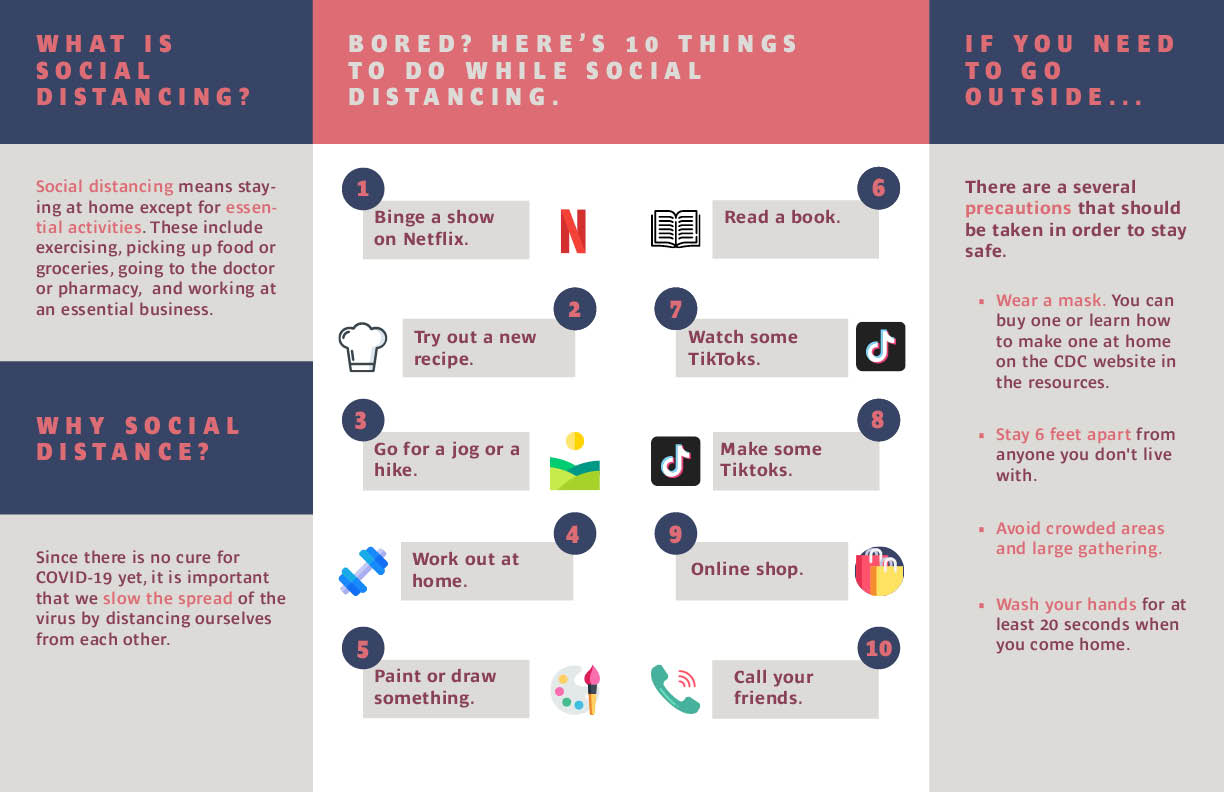 WHAT IS
SOCIAL
DISTANCING?
Social distancing means stay-
ing at home except for essen-
tial activities. These include
exercising, picking up food or
groceries, going to the doctor
or pharmacy,  and working at
an essential business.
WHY SOCIAL
DISTANCE?
Since there is no cure for
COVID-19 yet, it is important
that we slow the spread of the
virus by distancing ourselves
from each other.
BORED? HERE'S 10 THINGS
TO DO WHILE SOCIAL
DISTANCING.
1
Binge a show
on Netflix.
2
Try out a new
recipe.
3
Go for a jog or a
hike.
4
Work out at
home.
5
Paint or draw
something.
6
Read a book.
7
Watch some
TikToks.
8
Make some
Tiktoks.
9
Online shop.
10
Call your
friends.
IF YOU NEED
TO GO
OUTSIDE...
There are a several
precautions that should
be taken in order to stay
safe.
▪ Wear a mask. You can
buy one or learn how
to make one at home
on the CDC website in
the resources.
▪ Stay 6 feet apart from
anyone you don't live
with.
▪ Avoid crowded areas
and large gathering.
▪ Wash your hands for at
least 20 seconds when
you come home.